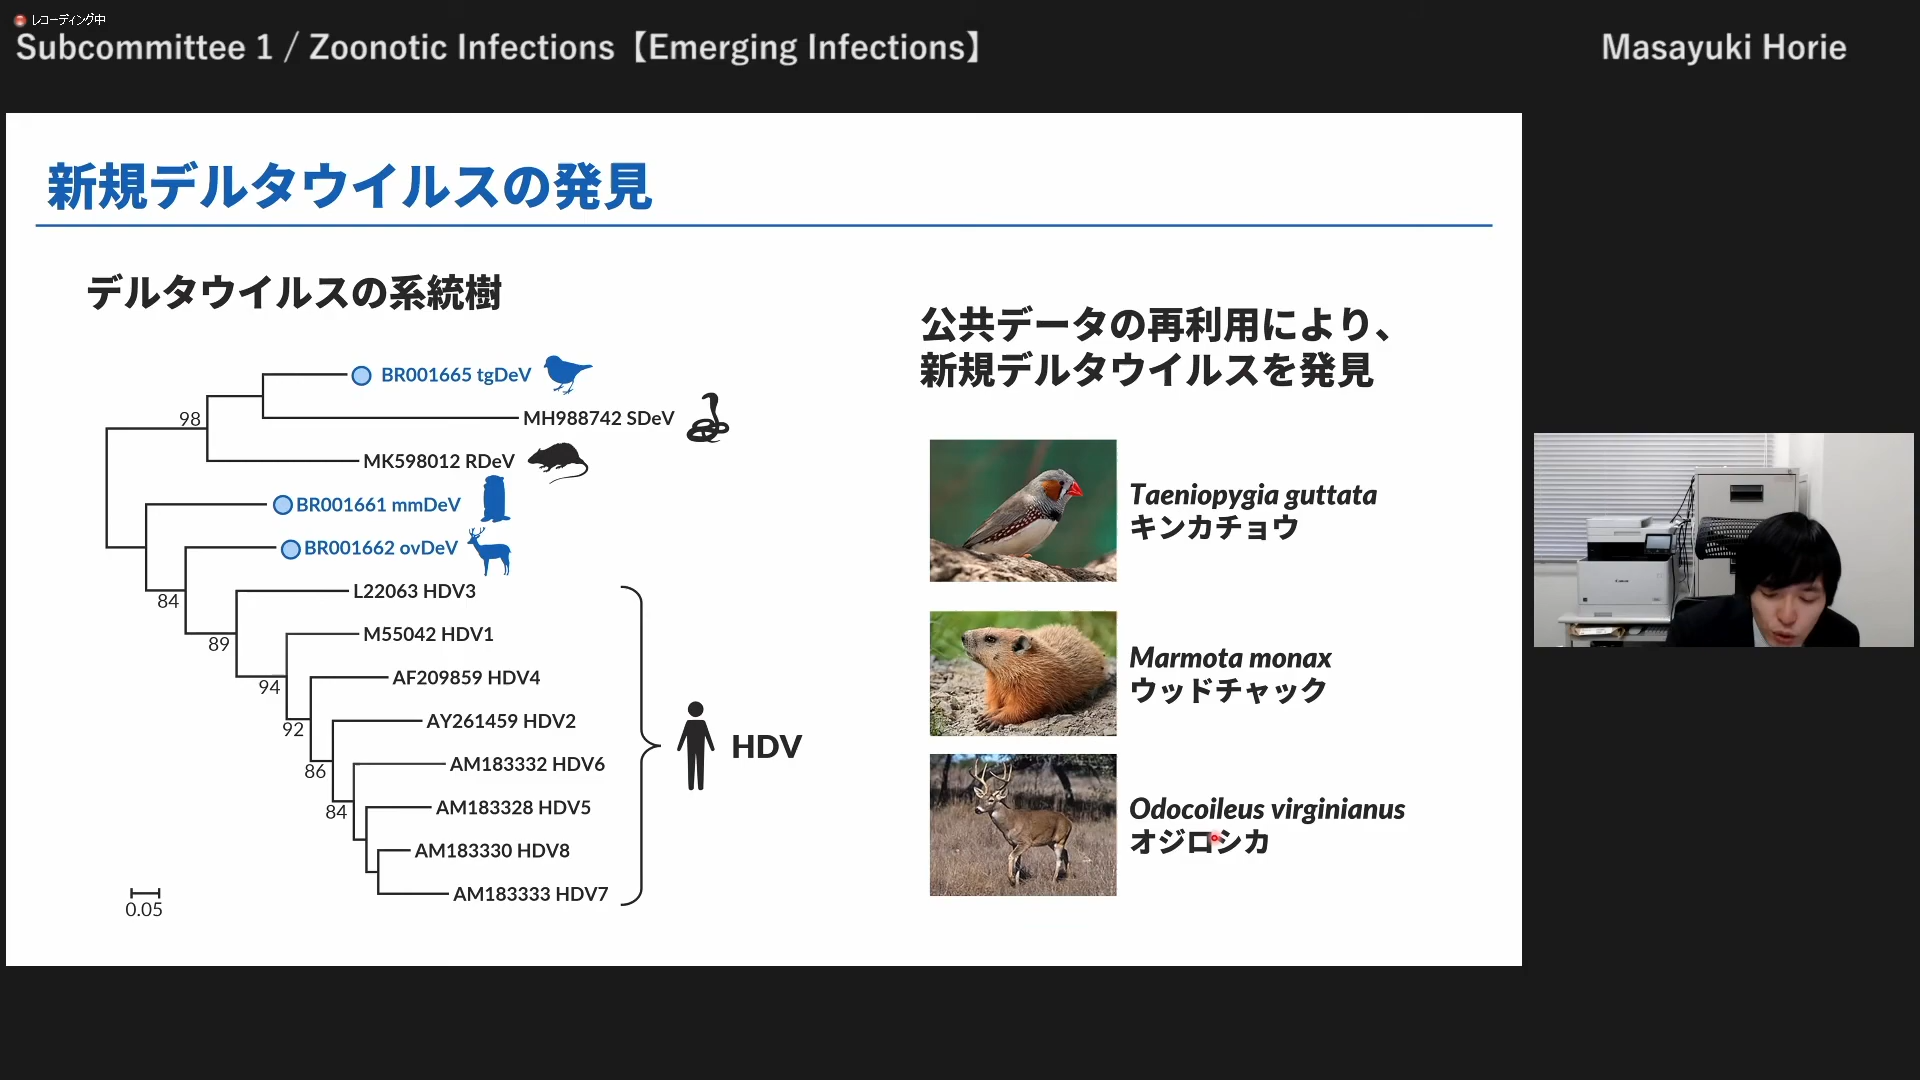 レコーディング中
Subcommittee 1 / Zoonotic Infections【Emerging Infections】
Masayuki Horie
新規デルタウイルスの発見
デルタウイルスの系統樹
BR001665 tgDeV
98
MH988742 SDeV
MK598012 RDeV
BR001661 mmDeV
BR001662 ovDeV
84
L22063 HDV3
89
M55042 HDV1
94
AF209859 HDV4
92
AY261459 HDV2
86
AM183332 HDV6
84
AM183328 HDV5
AM183330 HDV8
AM183333 HDV7
0.05
HDV
公共データの再利用により、
新規デルタウイルスを発見
Taeniopygia guttata
キンカチョウ
Marmota monax
ウッドチャック
Odocoileus virginianus
オジロシカ